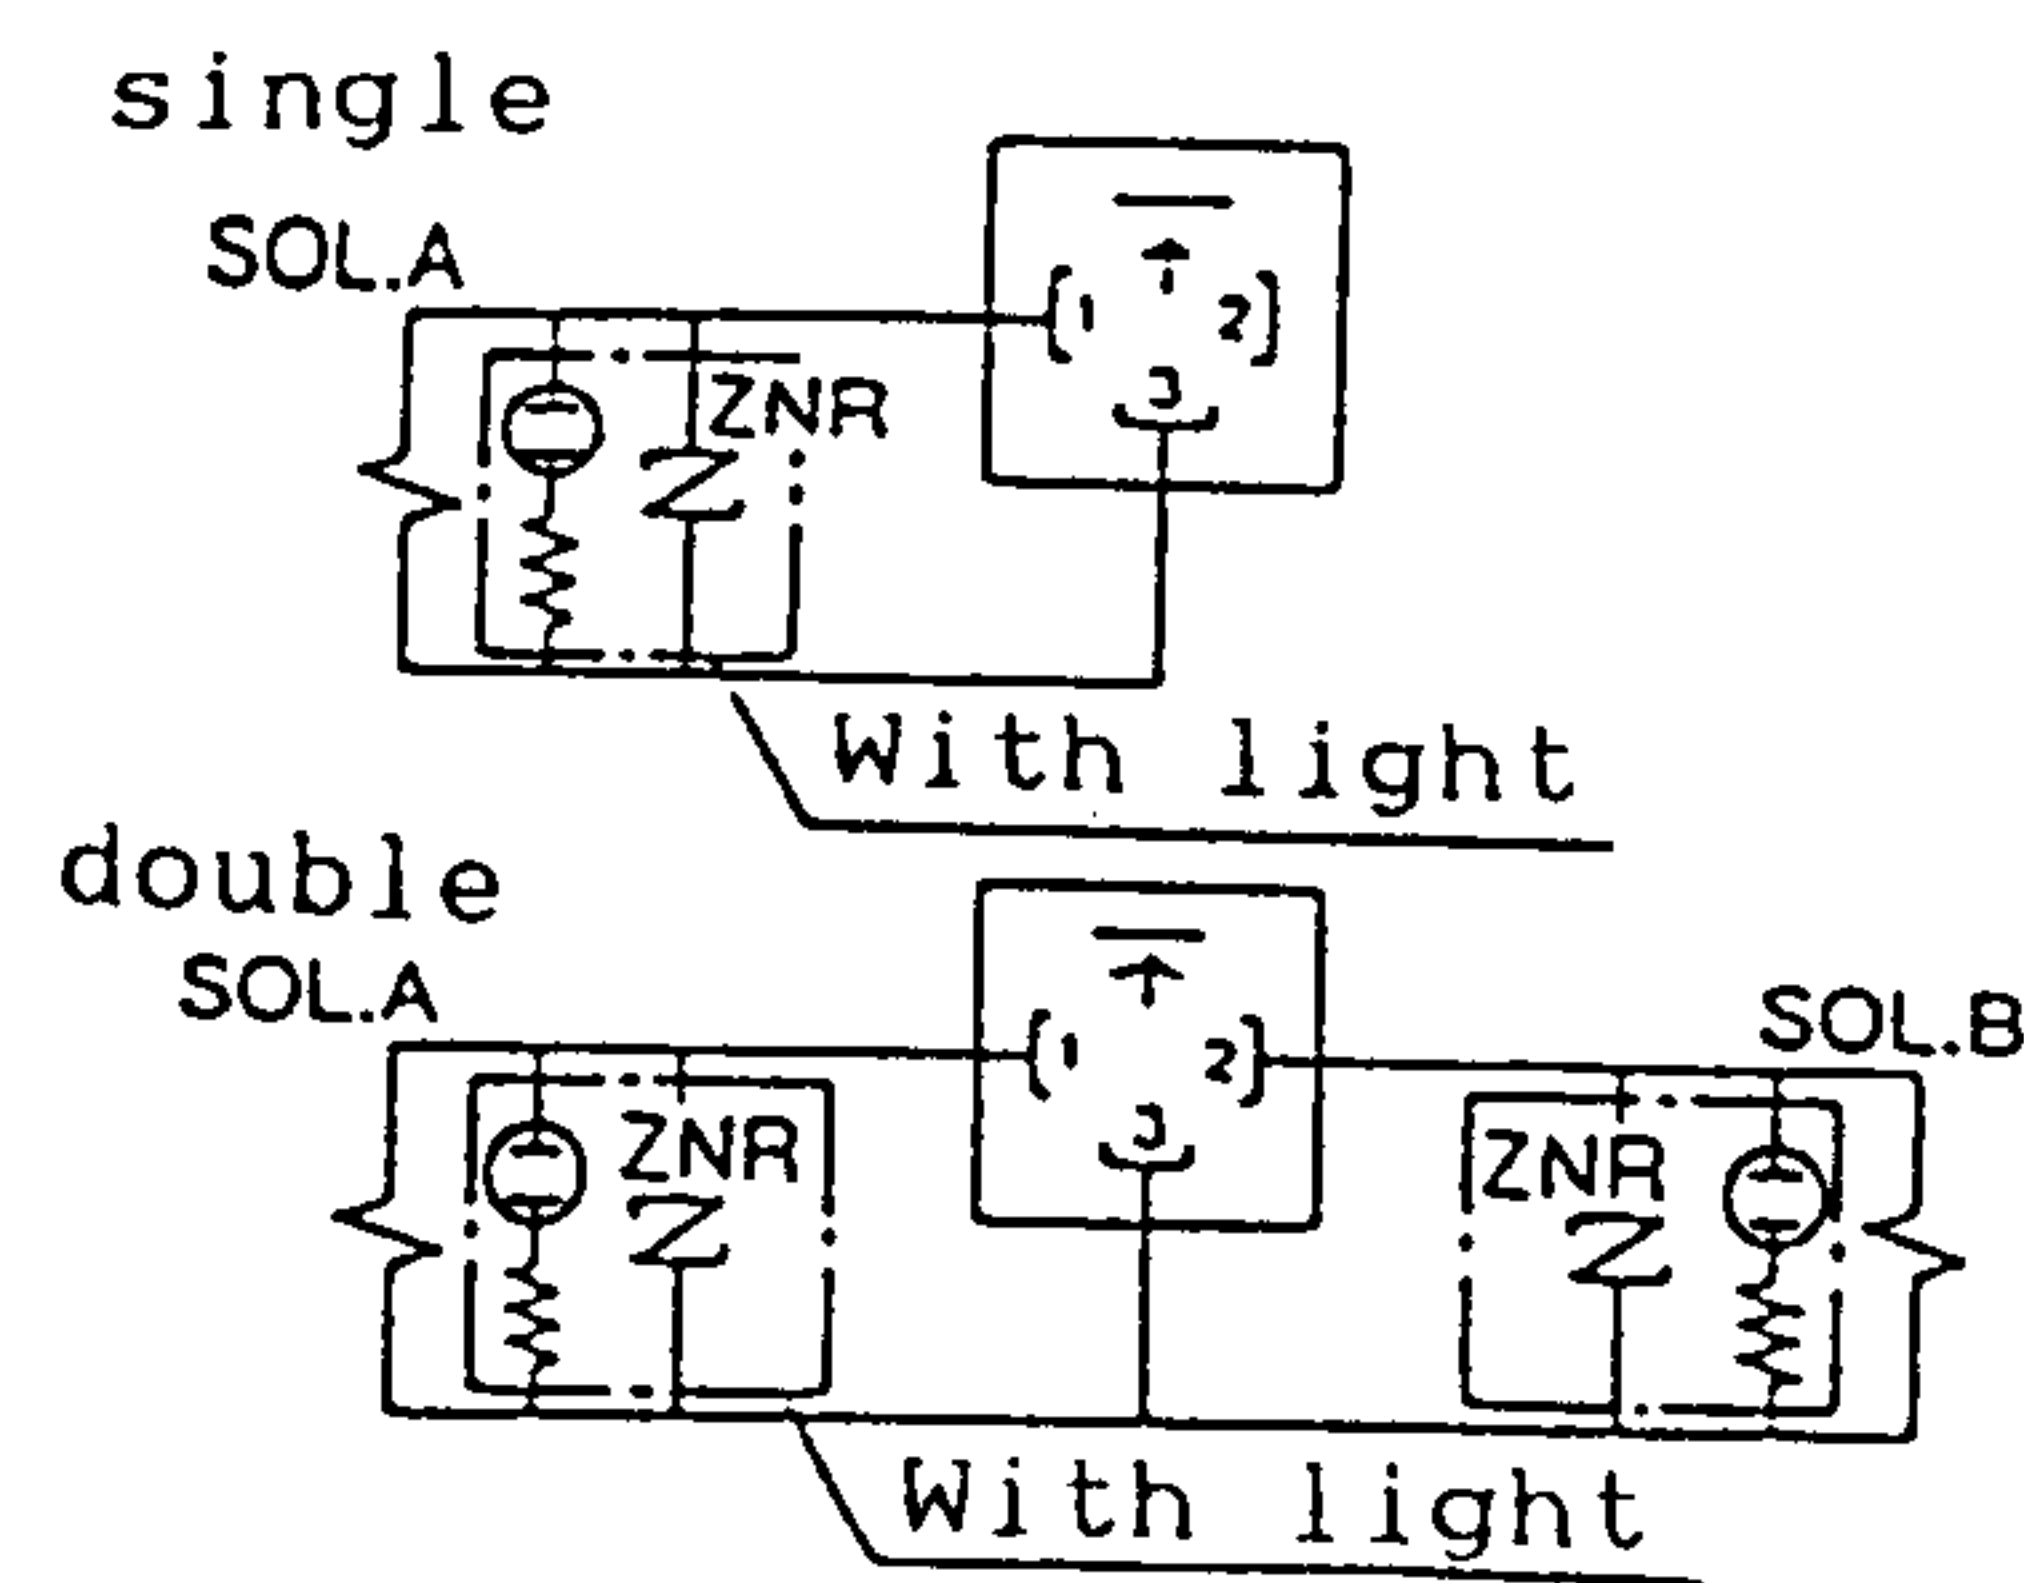 single
SOL.A
1 2
3
ZNR
With light
double
SOL.A
SOL.B
1 2
3
ZNR
ZNR
With light